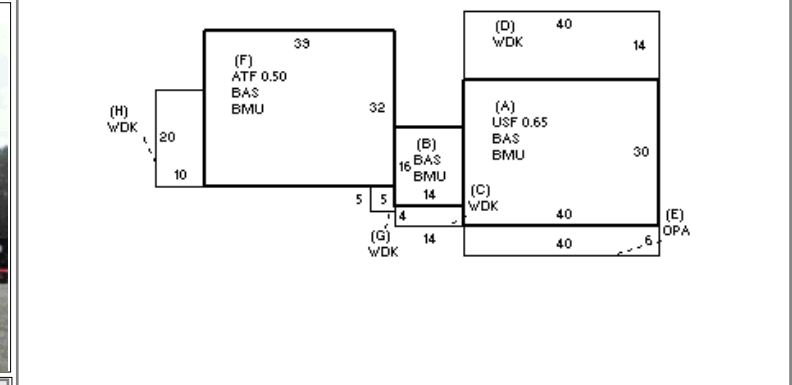 39
(F)
ATF 0.50
BAS
BMU
32
(H)
WDK
20
10
(D)
WDK
40
14
(A)
USF 0.65
BAS
BMU
30
40
(B)
BAS
BMU
16
14
(C)
WDK
5
5
(G)
WDK
4
14
(E)
OPA
40
6